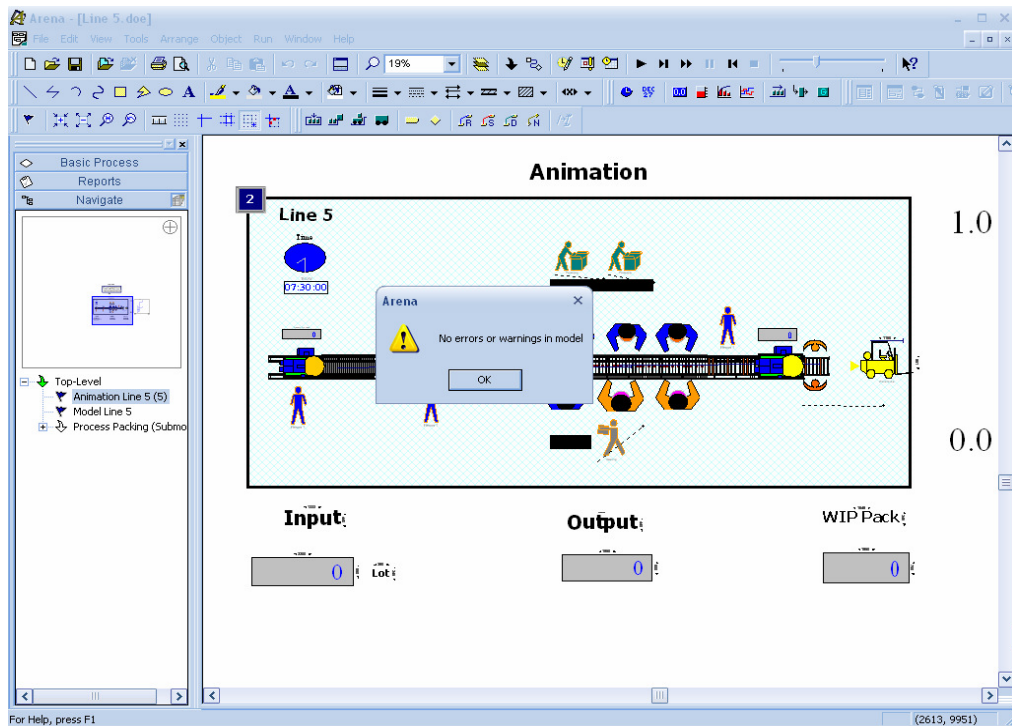 Arena - [Line 5.doe]
File Edit View Tools Arrange Object Run Window Help
19%
Basic Process
Reports
Navigate
Animation
2
Line 5
Time
07:30:00
1.0
0.0
0
0
Arena
No errors or warnings in model
OK
Top-Level
Animation Line 5 (5)
Model Line 5
Process Packing (Submo
Input
Output
WIP Pack
0
Lot
0
0
For Help, press F1
(2613, 9951)